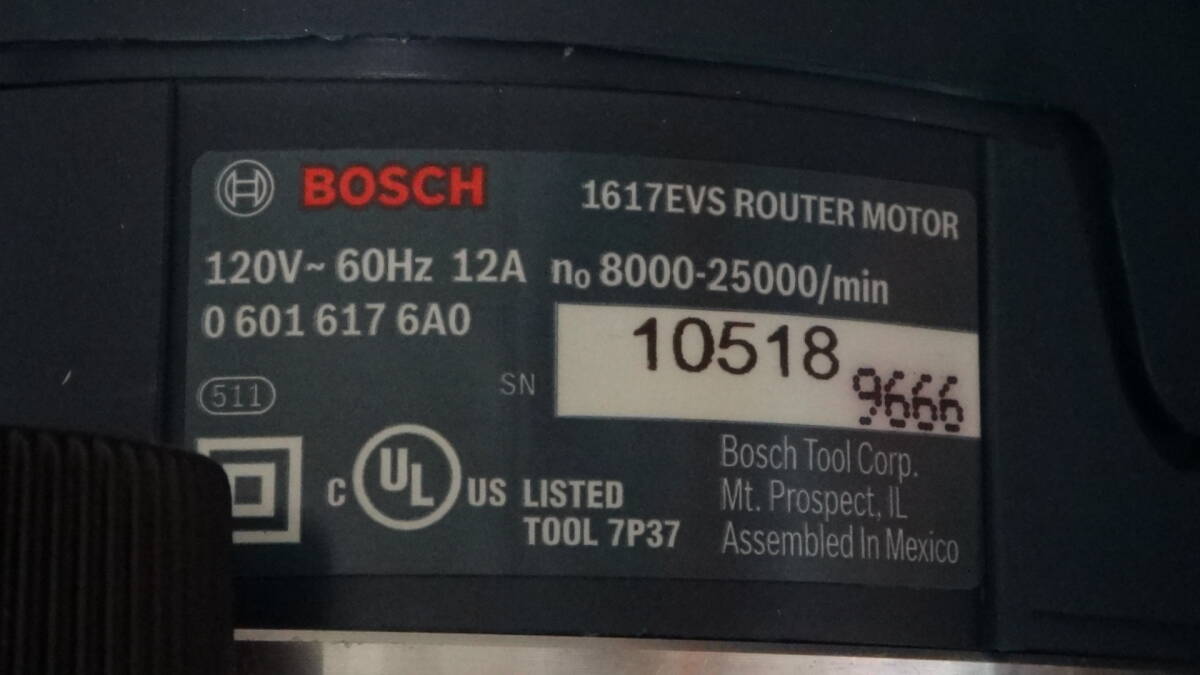 BOSCH 1617EVS ROUTER MOTOR
120V~ 60Hz 12A n₀ 8000-25000/min
0 601 617 6A0
511
SN 10518
9666
C UL US LISTED
TOOL 7P37
Bosch Tool Corp.
Mt. Prospect, IL
Assembled In Mexico